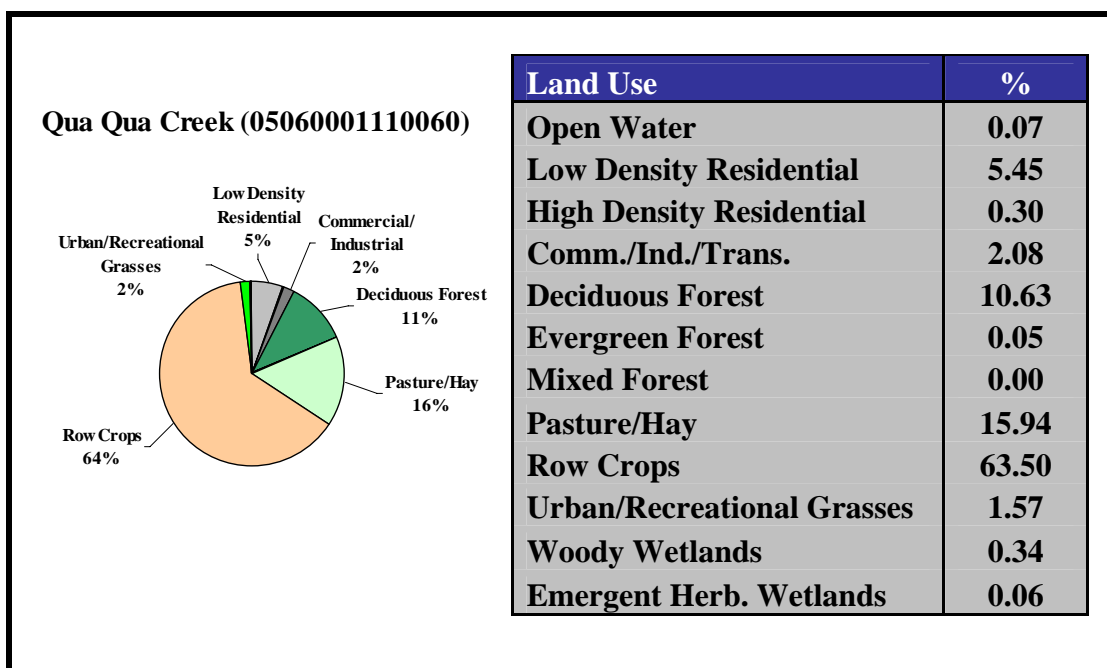 Qua Qua Creek (05060001110060)
Low Density
Residential
5%
Commercial/
Industrial
2%
Urban/Recreational
Grasses
2%
Deciduous Forest
11%
Pasture/Hay
16%
Row Crops
64%
Land Use %
Open Water 0.07
Low Density Residential 5.45
High Density Residential 0.30
Comm./Ind./Trans. 2.08
Deciduous Forest 10.63
Evergreen Forest 0.05
Mixed Forest 0.00
Pasture/Hay 15.94
Row Crops 63.50
Urban/Recreational Grasses 1.57
Woody Wetlands 0.34
Emergent Herb. Wetlands 0.06